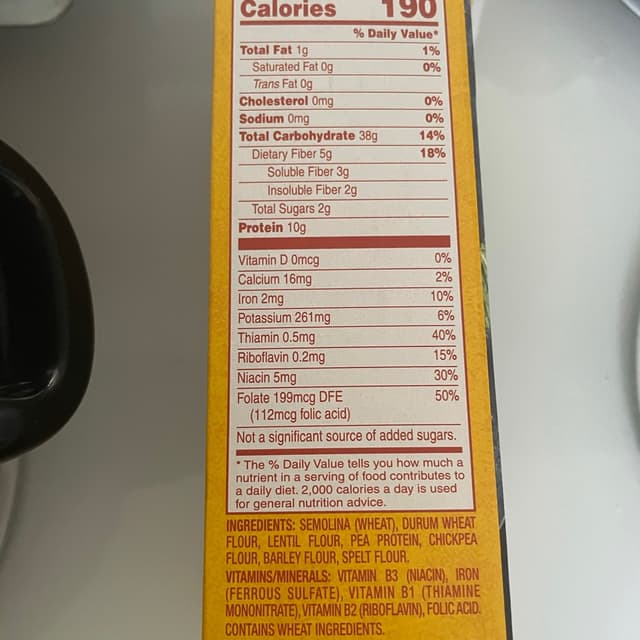 Calories 190
% Daily Value*
Total Fat 1g 1%
Saturated Fat 0g 0%
Trans Fat 0g
Cholesterol 0mg 0%
Sodium 0mg 0%
Total Carbohydrate 38g 14%
Dietary Fiber 5g 18%
Soluble Fiber 3g
Insoluble Fiber 2g
Total Sugars 2g
Protein 10g
Vitamin D 0mcg 0%
Calcium 16mg 2%
Iron 2mg 10%
Potassium 261mg 6%
Thiamin 0.5mg 40%
Riboflavin 0.2mg 15%
Niacin 5mg 30%
Folate 199mcg DFE 50%
(112mcg folic acid)
Not a significant source of added sugars.
* The % Daily Value tells you how much a
nutrient in a serving of food contributes to
a daily diet. 2,000 calories a day is used
for general nutrition advice.
INGREDIENTS: SEMOLINA (WHEAT), DURUM WHEAT
FLOUR, LENTIL FLOUR, PEA PROTEIN, CHICKPEA
FLOUR, BARLEY FLOUR, SPELT FLOUR.
VITAMINS/MINERALS: VITAMIN B3 (NIACIN), IRON
(FERROUS SULFATE), VITAMIN B1 (THIAMINE
MONONITRATE), VITAMIN B2 (RIBOFLAVIN), FOLIC ACID.
CONTAINS WHEAT INGREDIENTS.